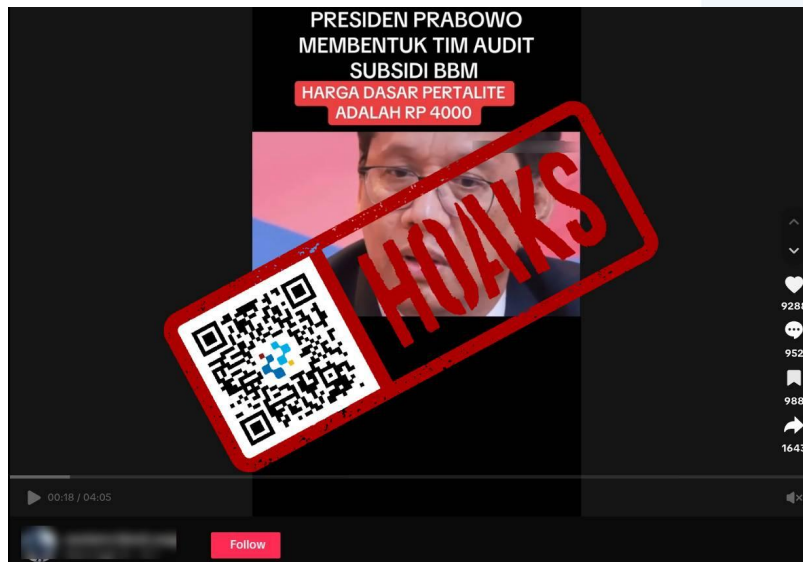 PRESIDEN PRABOWO
MEMBENTUK TIM AUDIT
SUBSIDI BBM
HARGA DASAR PERTALITE
ADALAH RP 4000
HOAKS
9288
952
988
1643
00:18 / 04:05
Follow